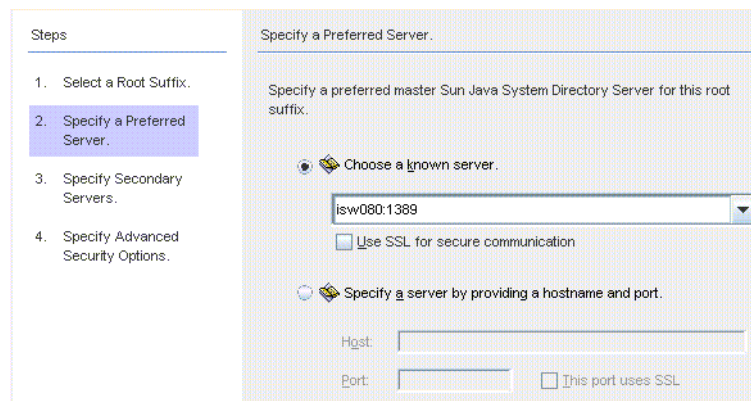 Steps
1. Select a Root Suffix.
2. Specify a Preferred
Server.
3. Specify Secondary
Servers.
4. Specify Advanced
Security Options.
Specify a Preferred Server.
Specify a preferred master Sun Java System Directory Server for this root
suffix.
Choose a known server.
isw080:1389
Use SSL for secure communication
Specify a server by providing a hostname and port.
Host:
Port:
This port uses SSL